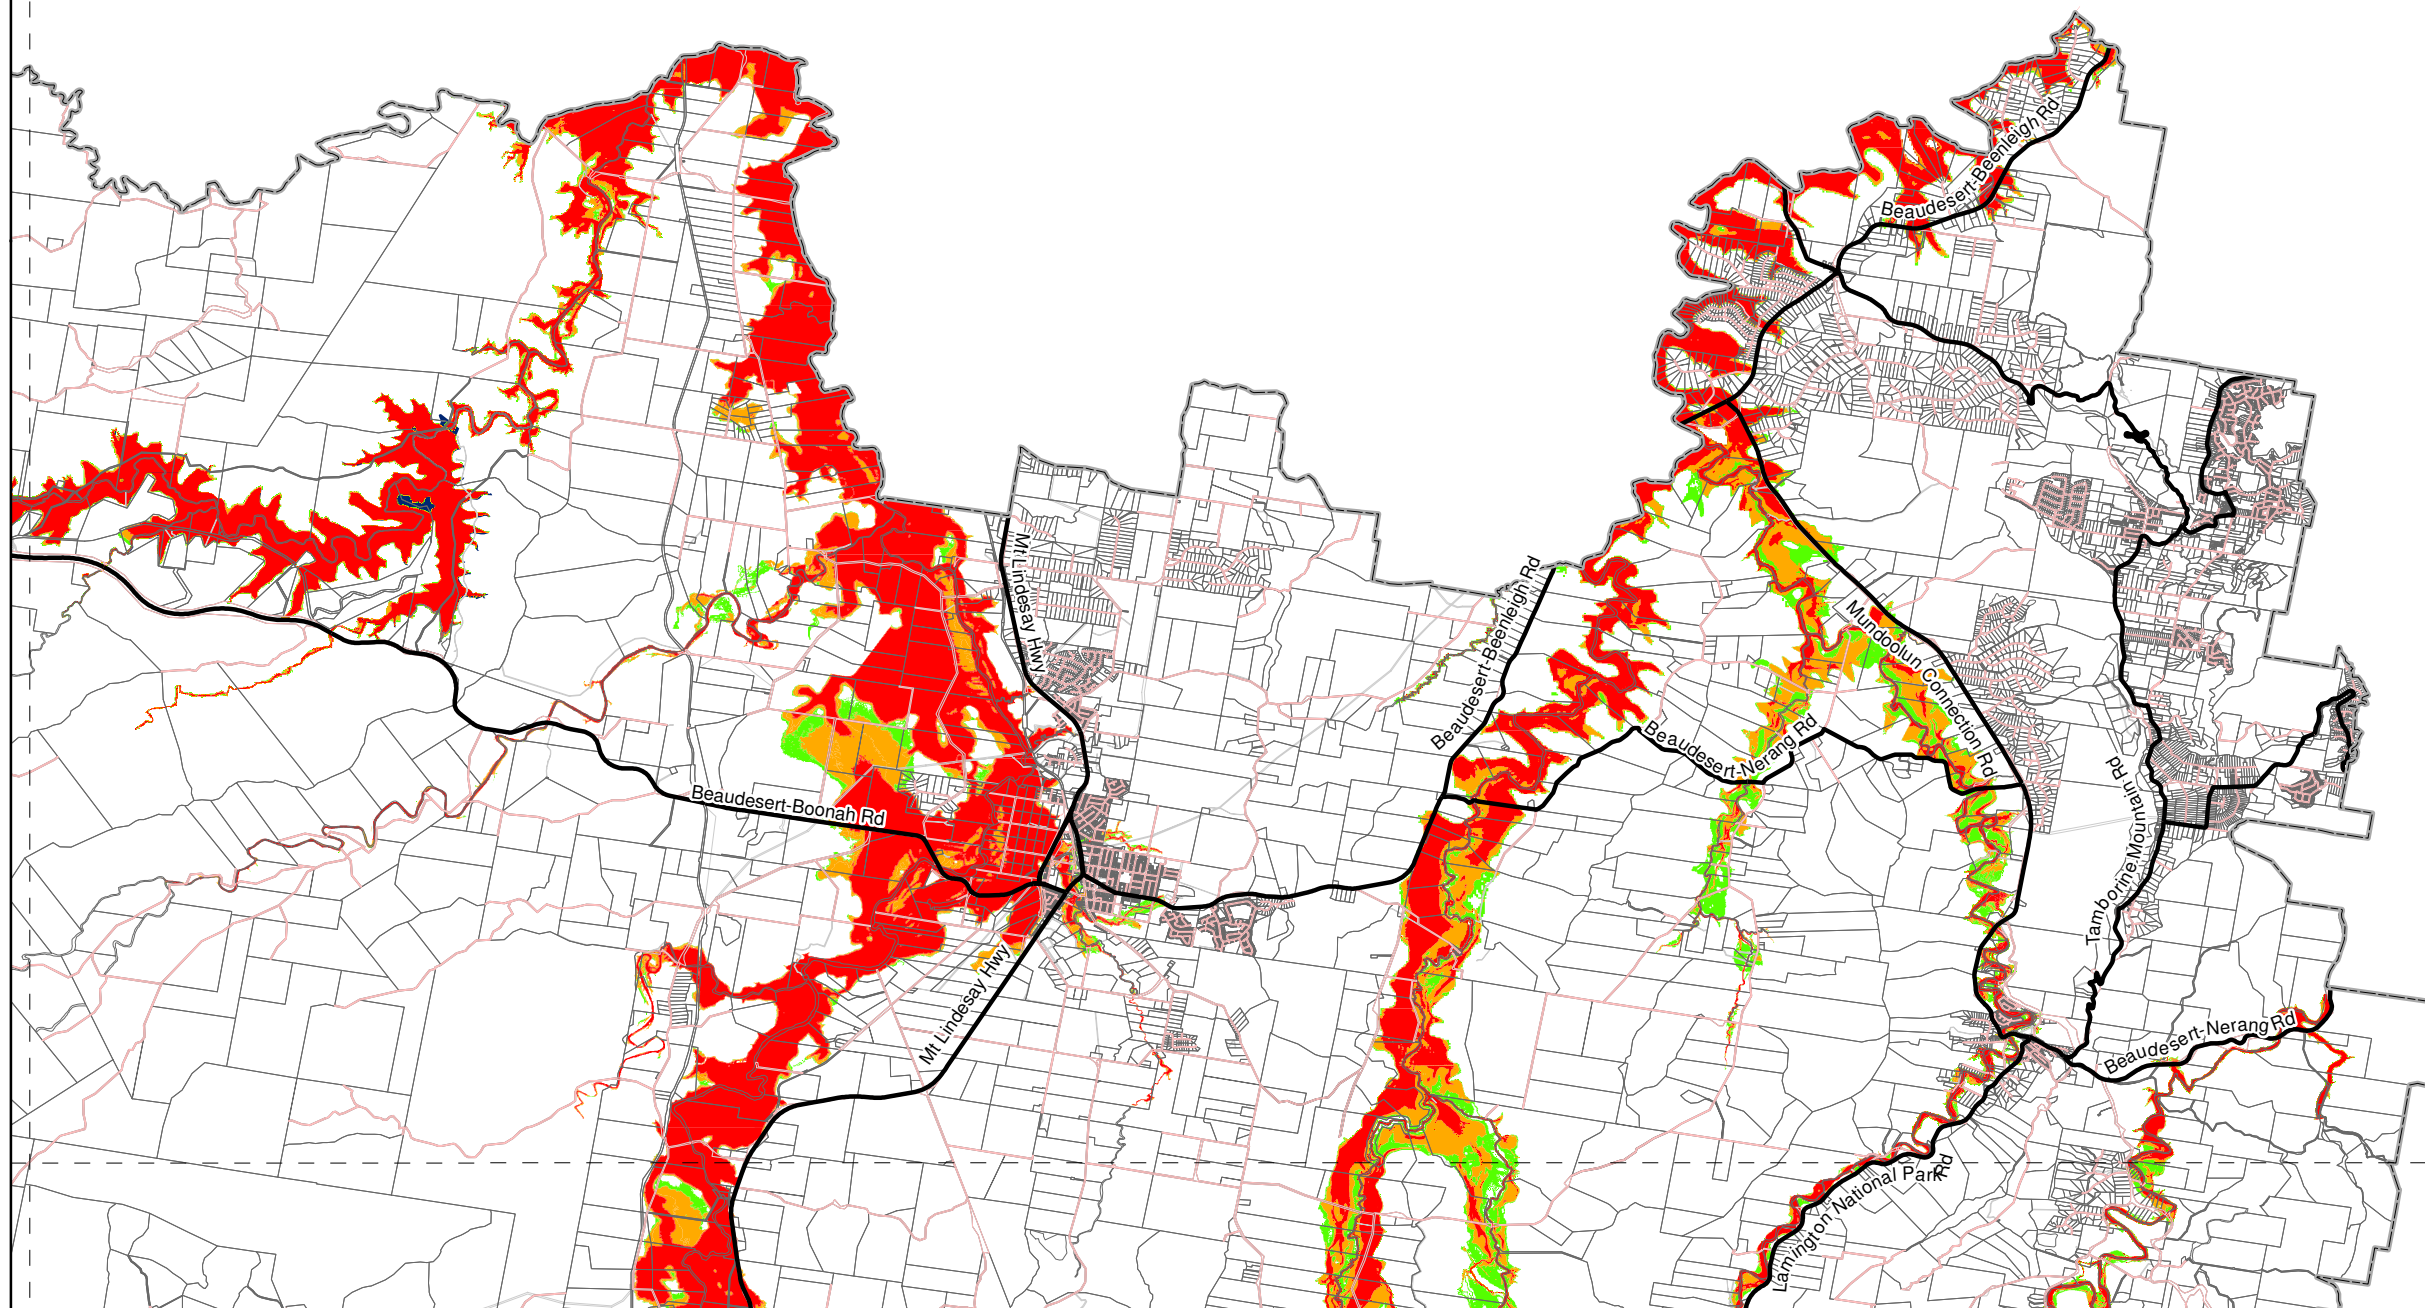 Beaudesert-Beenleigh Rd
Mt Lindesay Hwy
Beaudesert-Beenleigh Rd
Mundoolun Connection Rd
Beaudesert-Nerang Rd
Beaudesert-Boonah Rd
Tamborine Mountain Rd
Mt Lindesay Hwy
Beaudesert-Nerang Rd
Lamington National Park Rd